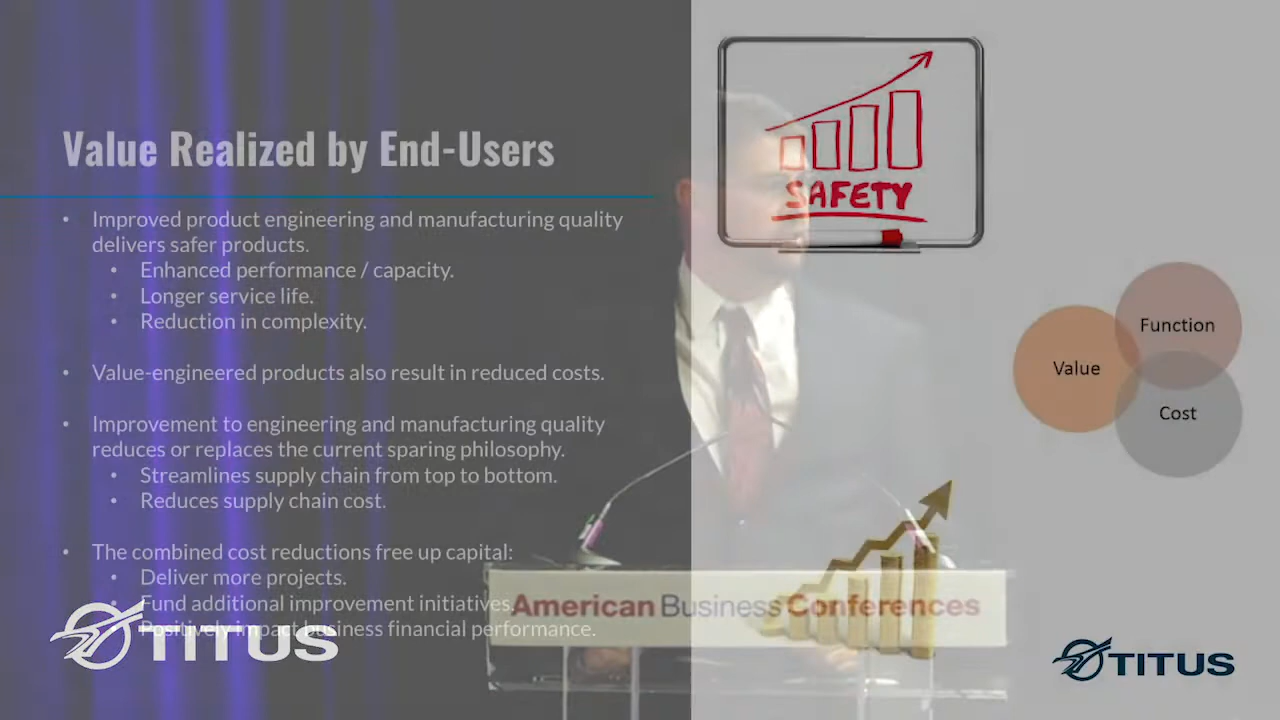 Value Realized by End-Users
• Improved product engineering and manufacturing quality
delivers safer products.
• Enhanced performance / capacity.
• Longer service life.
• Reduction in complexity.
• Value-engineered products also result in reduced costs.
• Improvement to engineering and manufacturing quality
reduces or replaces the current sparing philosophy.
• Streamlines supply chain from top to bottom.
• Reduces supply chain cost.
• The combined cost reductions free up capital:
• Deliver more projects.
• Fund additional improvement initiatives.
• Positively impact business financial performance.
TITUS
SAFETY
Function
Value
Cost
American Business Conferences
TITUS